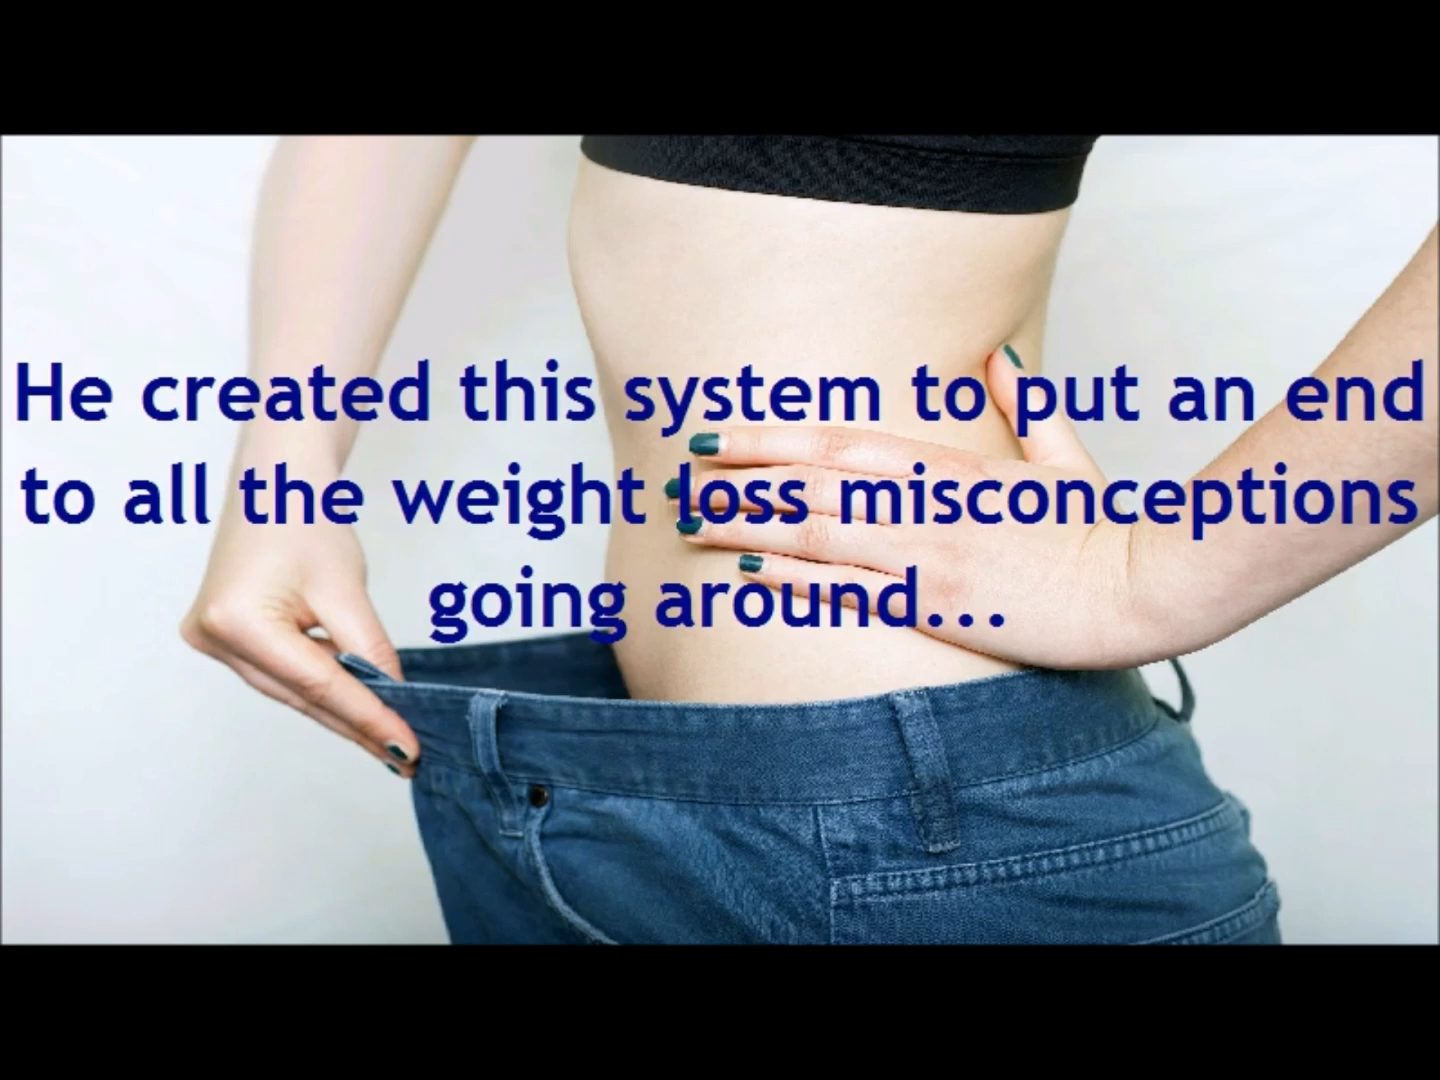 He created this system to put an end
to all the weight loss misconceptions
going around...